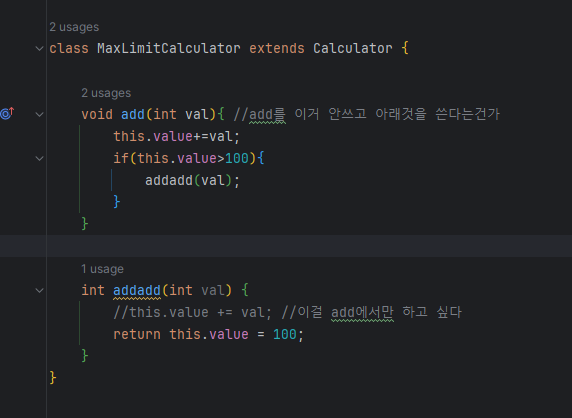 2 usages
class MaxLimitCalculator extends Calculator {
2 usages
void add(int val){ //add를 이거 안쓰고 아래것을 쓴다는건가
this.value+=val;
if(this.value>100){
addadd(val);
}
}
1 usage
int addadd(int val) {
//this.value += val; //이걸 add에서만 하고 싶다
return this.value = 100;
}
}